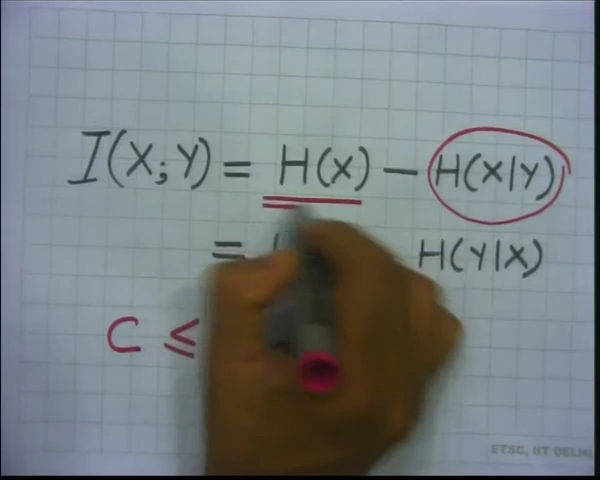 I(X;Y) = H(X) − H(X|Y)
= H(Y|X)
C ≤
ETSC, IIT DELHI